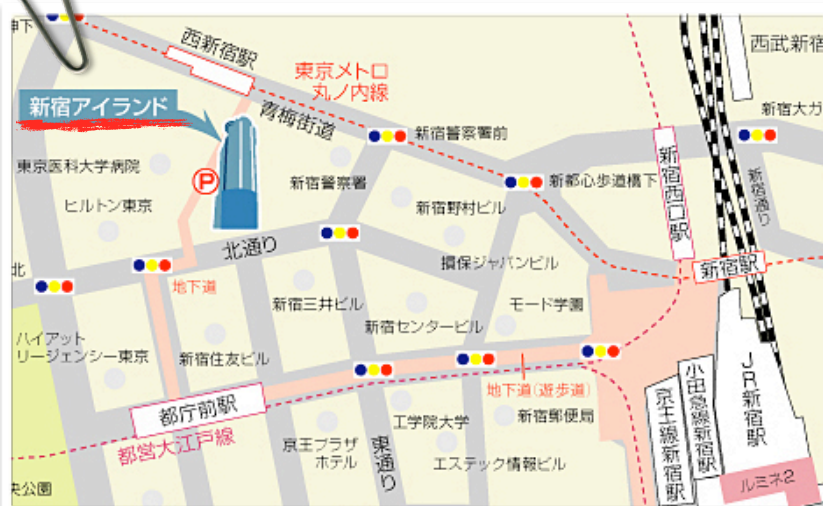 神下
西新宿駅
東京メトロ
丸ノ内線
西武新宿
新宿アイランド
青梅街道
新宿警察署前
新宿大ガ
東京医科大学病院
P
新宿警察署
新都心歩道橋下
新宿西口駅
新宿通り
ヒルトン東京
新宿野村ビル
北通り
損保ジャパンビル
新宿駅
北
地下道
新宿三井ビル
モード学園
新宿センタービル
ハイアット
リージェンシー東京
新宿住友ビル
地下道(遊歩道)
都庁前駅
都営大江戸線
工学院大学
新宿郵便局
京王プラザ
ホテル
東通り
エステック情報ビル
京王線新宿駅
小田急線新宿駅
JR新宿駅
ルミネ2
央公園